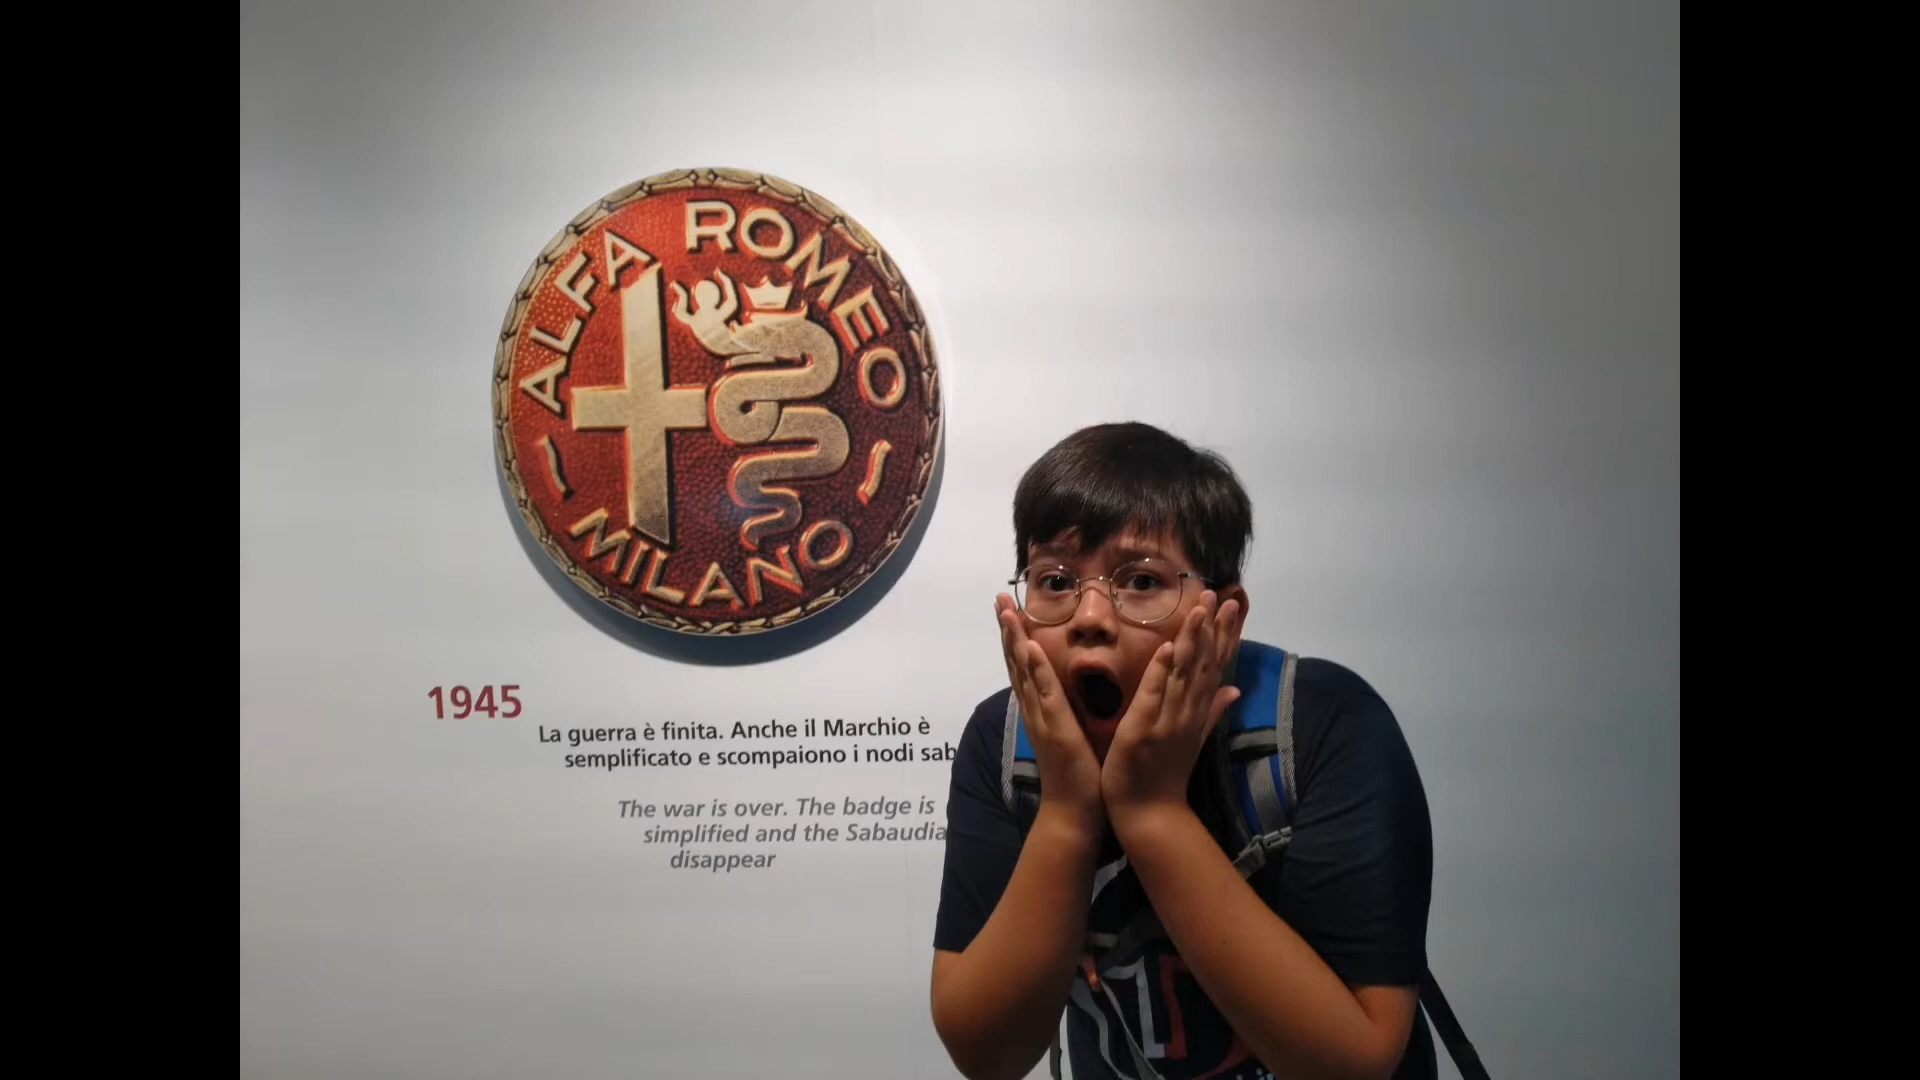 ALFA ROMEO
MILANO
1945
La guerra è finita. Anche il Marchio è
semplificato e scompaiono i nodi sab
The war is over. The badge is
simplified and the Sabaudia
disappear